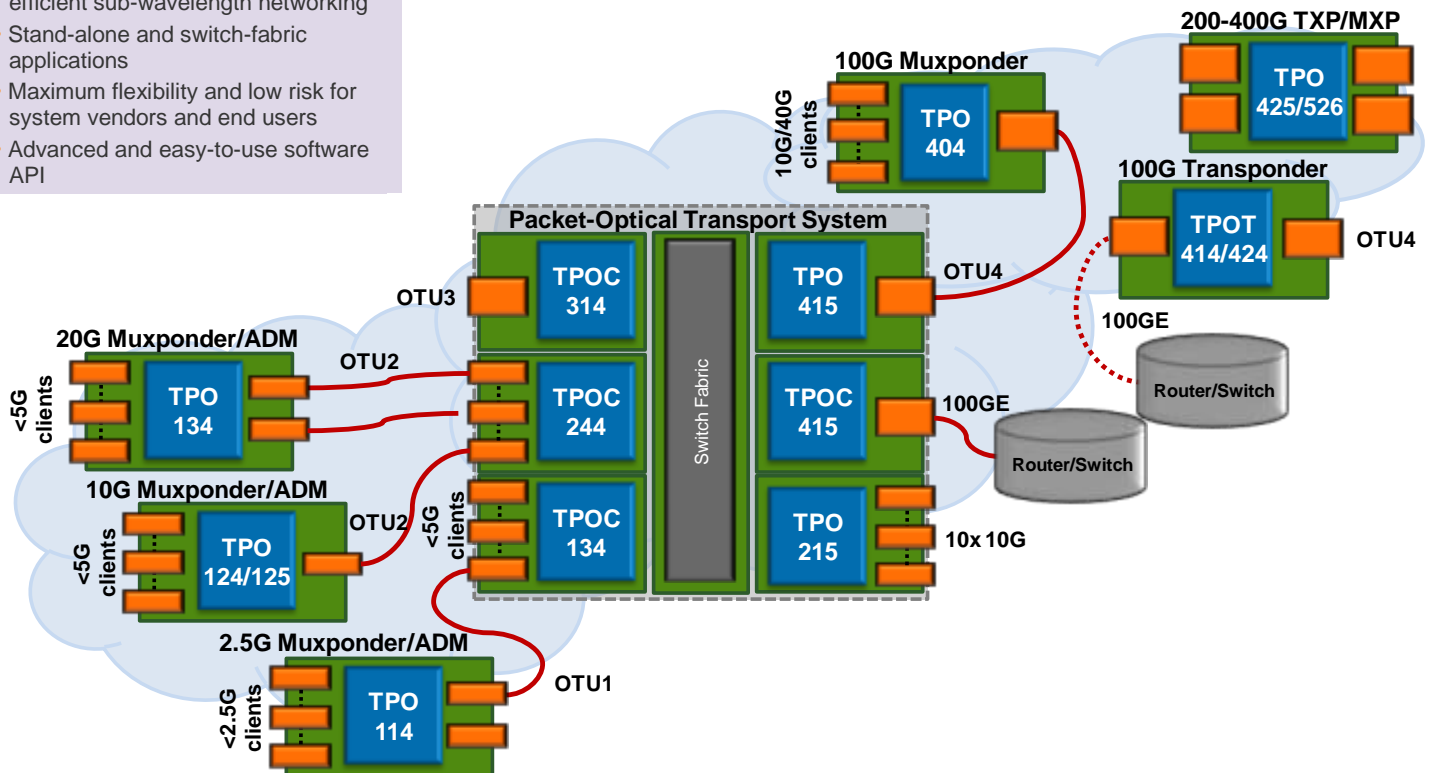 efficient sub-wavelength networking
Stand-alone and switch-fabric
applications
Maximum flexibility and low risk for
system vendors and end users
Advanced and easy-to-use software
API
200-400G TXP/MXP
TPO
425/526
100G Muxponder
10G/40G
clients
TPO
404
100G Transponder
TPOT
414/424
OTU4
Packet-Optical Transport System
OTU3
TPOC
314
Switch Fabric
TPO
415
OTU4
100GE
Router/Switch
20G Muxponder/ADM
<5G
clients
TPO
134
OTU2
TPOC
244
TPOC
415
100GE
Router/Switch
10G Muxponder/ADM
<5G
clients
TPO
124/125
OTU2
<5G
clients
TPOC
134
TPO
215
10x 10G
2.5G Muxponder/ADM
<2.5G
clients
TPO
114
OTU1